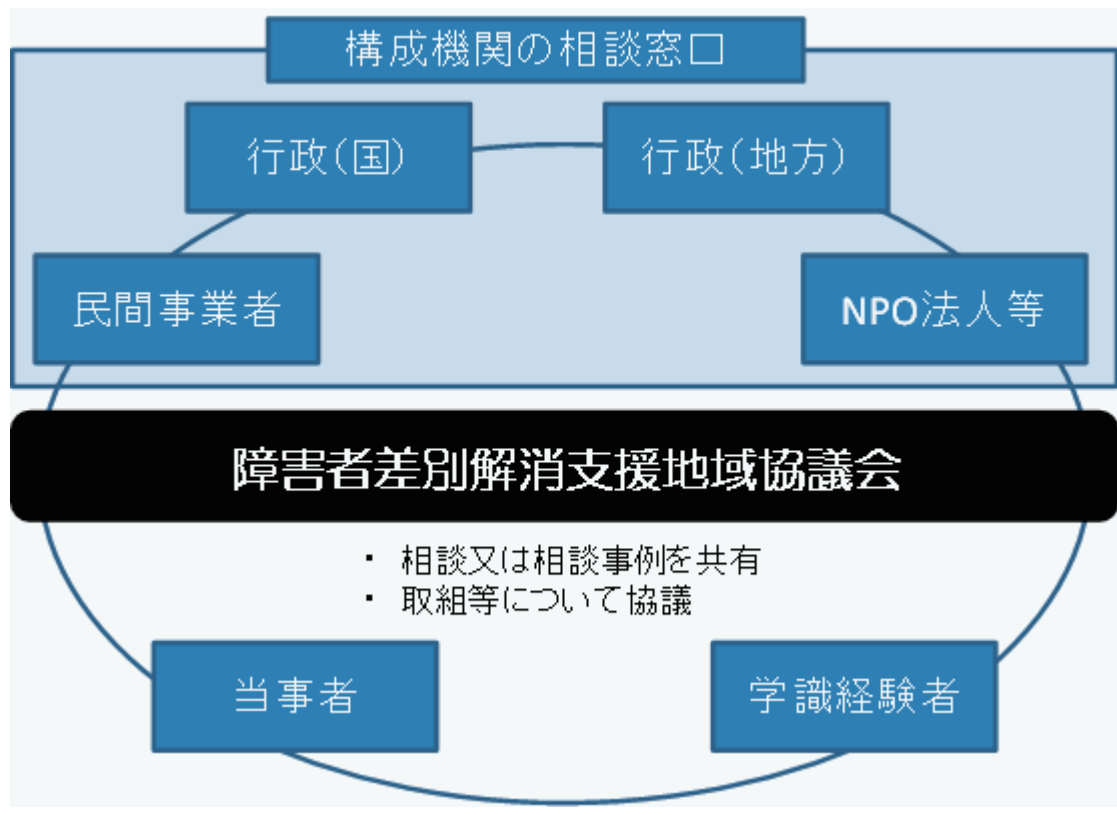 構成機関の相談窓口
行政(国)
行政(地方)
民間事業者
NPO法人等
障害者差別解消支援地域協議会
・ 相談又は相談事例を共有
・ 取組等について協議
当事者
学識経験者